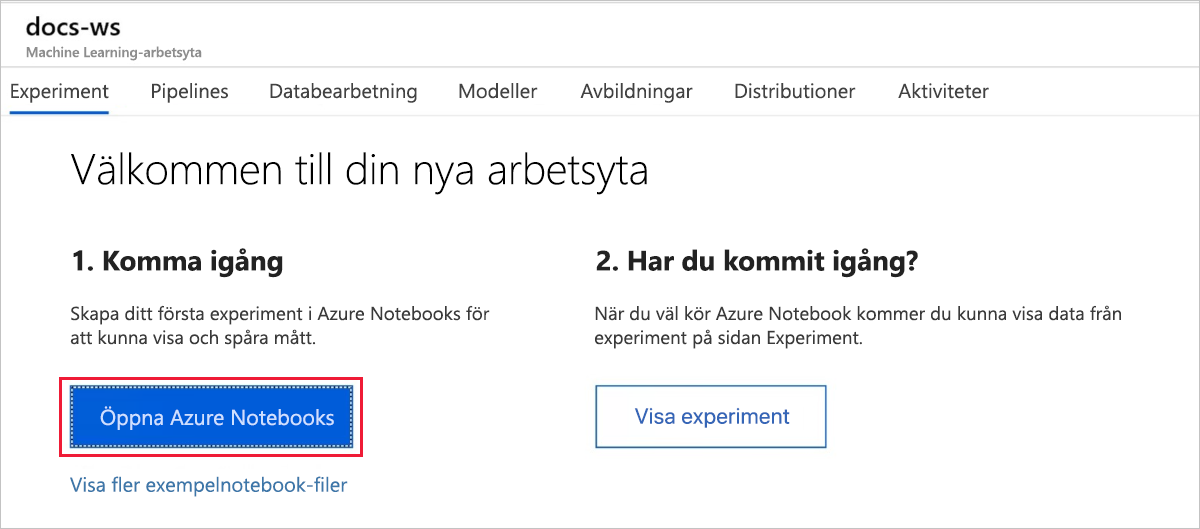 docs-ws
Machine Learning-arbetsyta
Experiment Pipelines Databearbetning Modeller Avbildningar Distributioner Aktiviteter
Välkommen till din nya arbetsyta
1. Komma igång
Skapa ditt första experiment i Azure Notebooks för
att kunna visa och spåra mått.
Öppna Azure Notebooks
Visa fler exempelnotebook-filer
2. Har du kommit igång?
När du väl kör Azure Notebook kommer du kunna visa data från
experiment på sidan Experiment.
Visa experiment